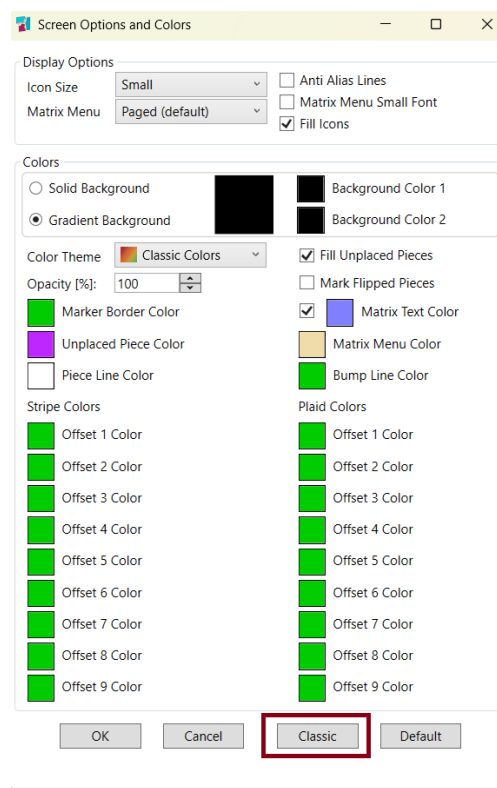 Screen Options and Colors
Display Options
Icon Size Small
Anti Alias Lines
Matrix Menu Paged (default)
Matrix Menu Small Font
Fill Icons
Colors
Solid Background
Background Color 1
Gradient Background
Background Color 2
Color Theme Classic Colors
Fill Unplaced Pieces
Opacity [%]: 100
Mark Flipped Pieces
Marker Border Color
Matrix Text Color
Unplaced Piece Color
Matrix Menu Color
Piece Line Color
Bump Line Color
Stripe Colors
Plaid Colors
Offset 1 Color
Offset 1 Color
Offset 2 Color
Offset 2 Color
Offset 3 Color
Offset 3 Color
Offset 4 Color
Offset 4 Color
Offset 5 Color
Offset 5 Color
Offset 6 Color
Offset 6 Color
Offset 7 Color
Offset 7 Color
Offset 8 Color
Offset 8 Color
Offset 9 Color
Offset 9 Color
OK Cancel Classic Default